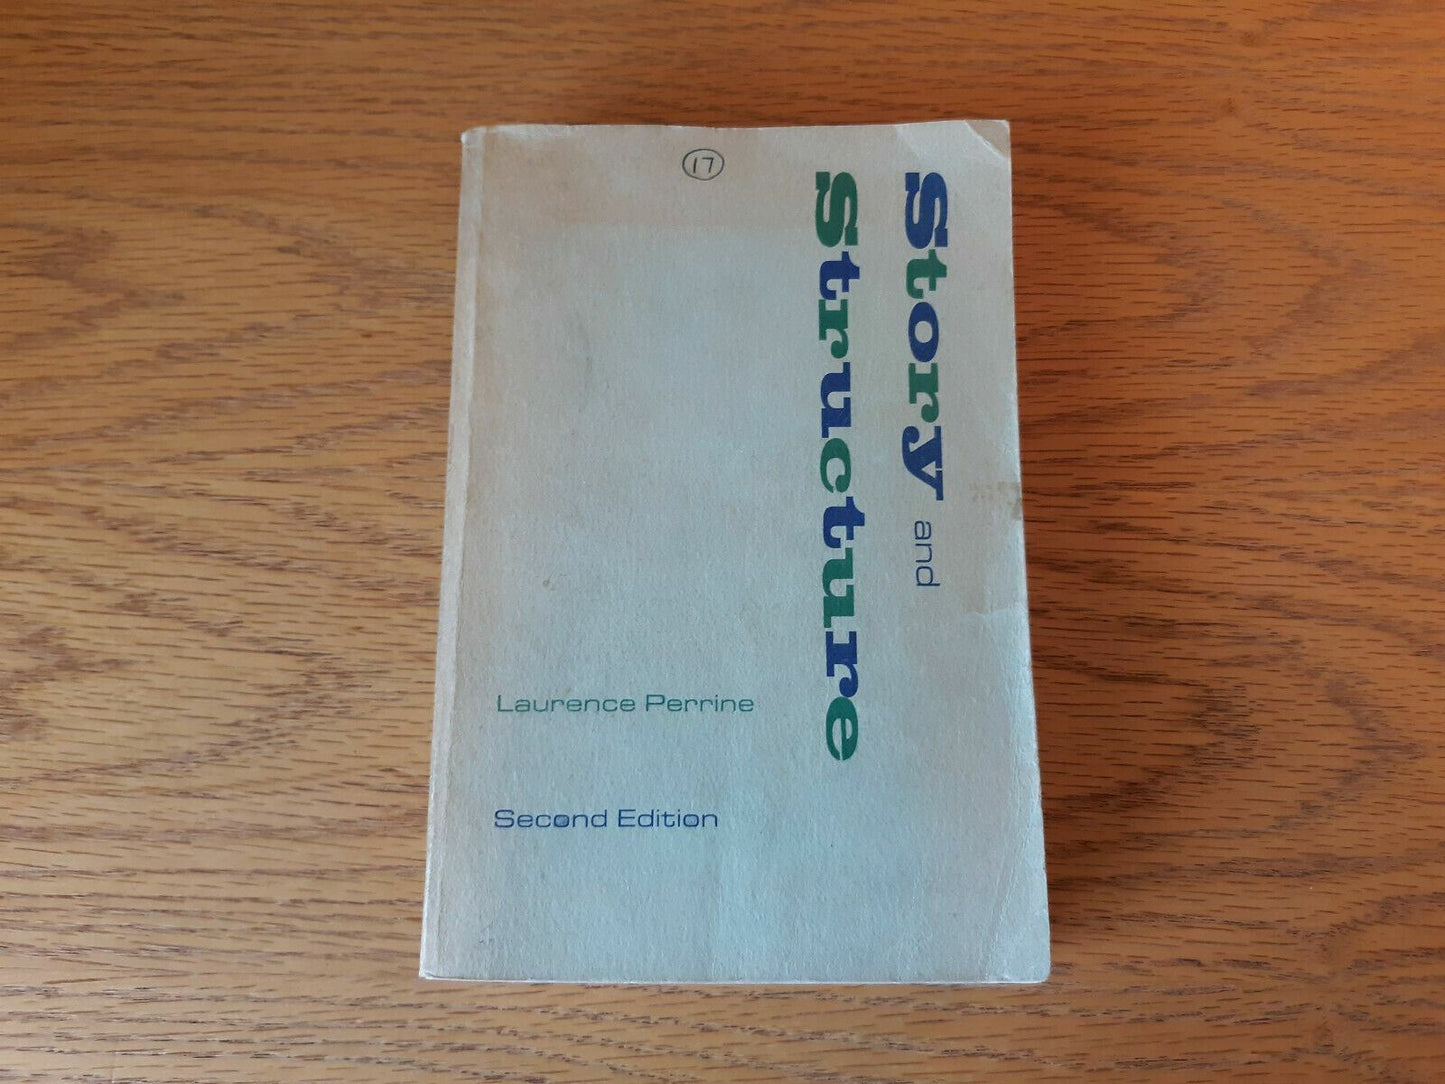 17
Story and
Structure
Laurence Perrine
Second Edition